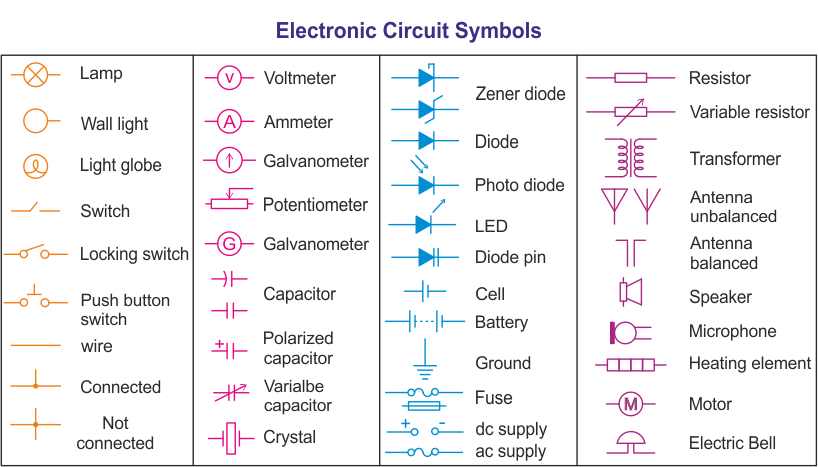 Electronic Circuit Symbols
Lamp
Wall light
Light globe
Switch
Locking switch
Push button
switch
wire
Connected
Not
connected
V
Voltmeter
A
Ammeter
Galvanometer
Potentiometer
G
Galvanometer
Capacitor
+
Polarized
capacitor
Varialbe
capacitor
Crystal
Zener diode
Diode
Photo diode
LED
Diode pin
Cell
Battery
Ground
Fuse
+ -
dc supply
ac supply
Resistor
Variable resistor
Transformer
Antenna
unbalanced
Antenna
balanced
Speaker
Microphone
Heating element
M
Motor
Electric Bell